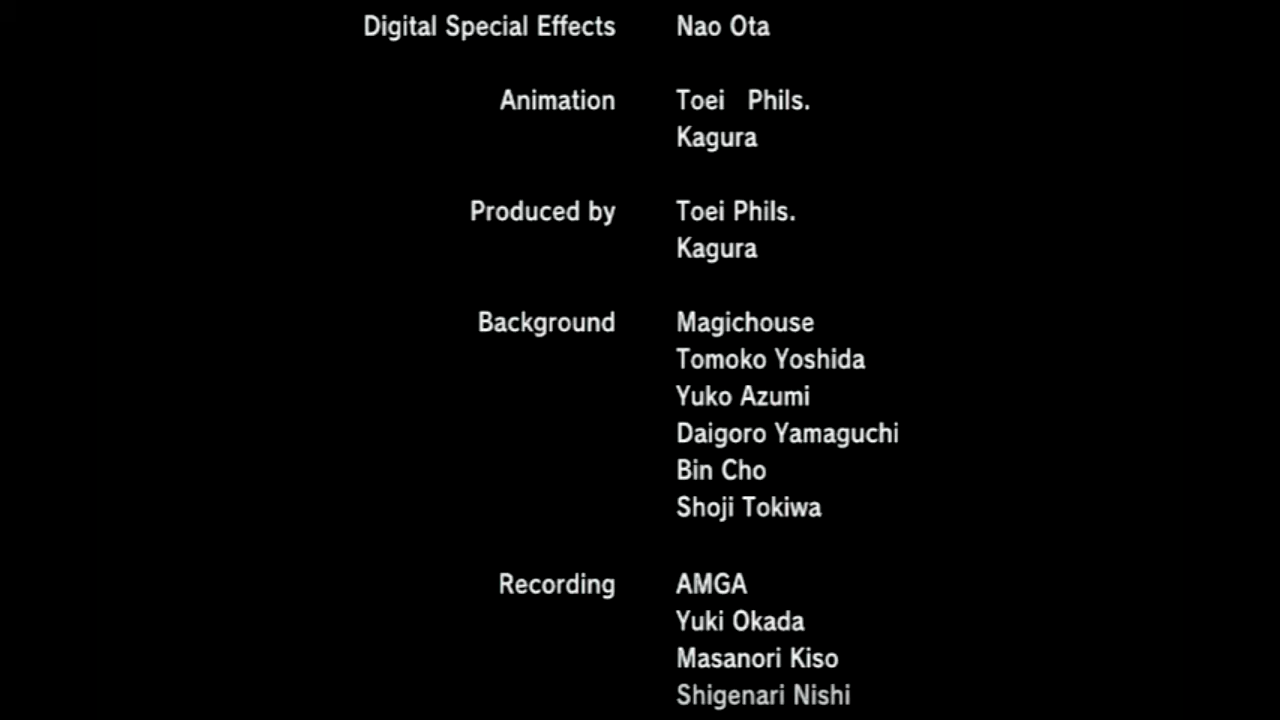 Digital Special Effects Nao Ota
Animation Toei Phils.
Kagura
Produced by Toei Phils.
Kagura
Background Magichouse
Tomoko Yoshida
Yuko Azumi
Daigoro Yamaguchi
Bin Cho
Shoji Tokiwa
Recording AMGA
Yuki Okada
Masanori Kiso
Shigenari Nishi